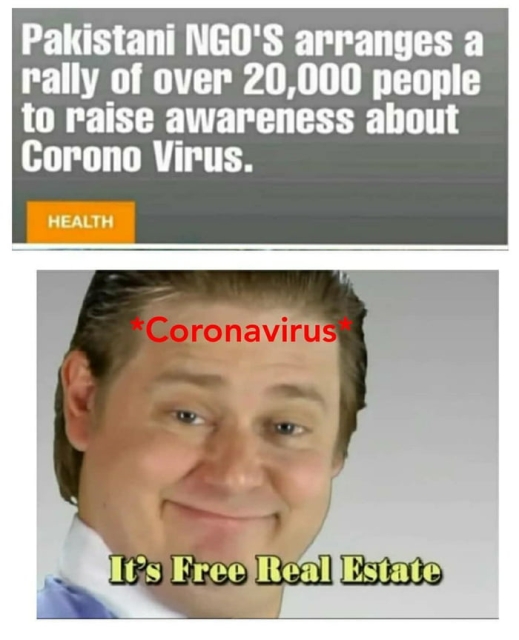 Pakistani NGO'S arranges a
rally of over 20,000 people
to raise awareness about
Corono Virus.
HEALTH
*Coronavirus*
It's Free Real Estate